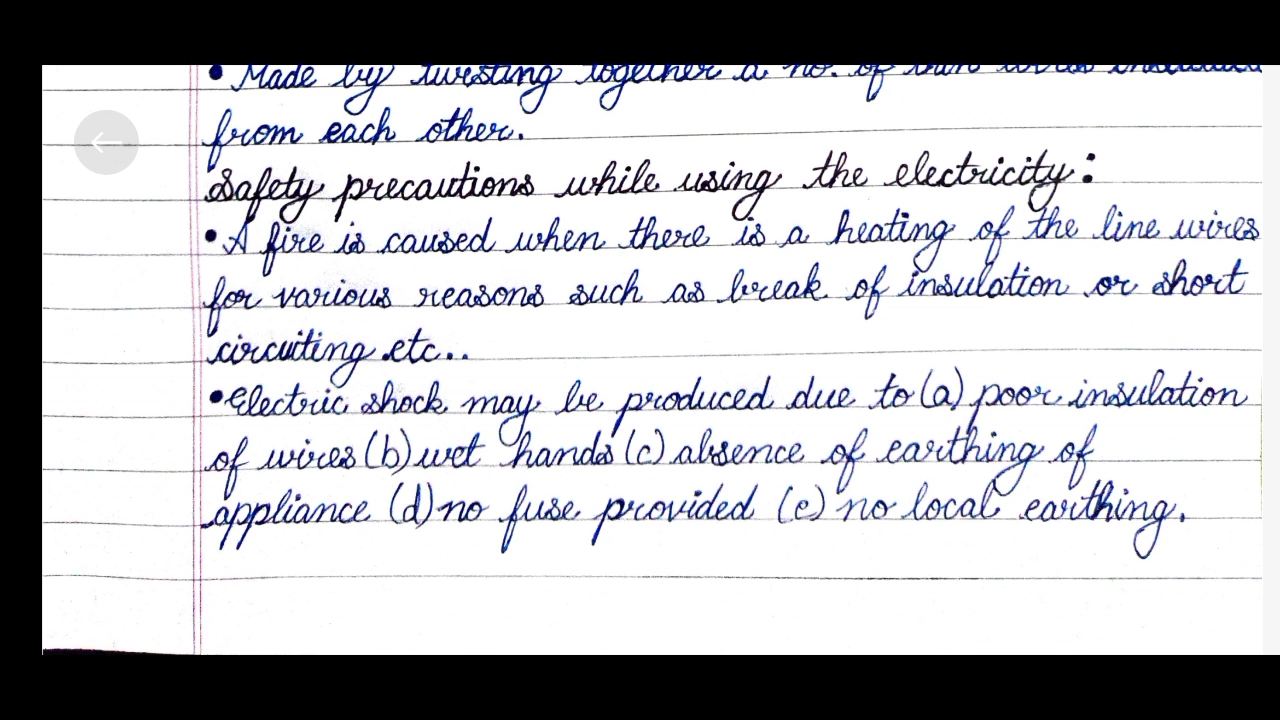 • Made by twisting together a no. of thin wires insulated
from each other.
Safety precautions while using the electricity:
• A fire is caused when there is a heating of the line wires
for various reasons such as break of insulation or short
circuiting etc..
• Electric shock may be produced due to (a) poor insulation
of wires (b) wet hands (c) absence of earthing of
appliance (d) no fuse provided (e) no local earthing.